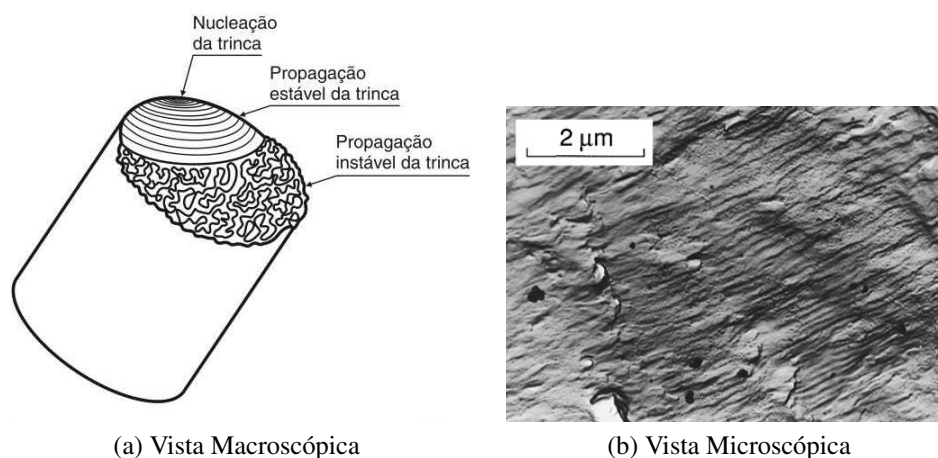 Nucleação
da trinca
Propagação
estável da trinca
Propagação
instável da trinca
2 μm
(a) Vista Macroscópica
(b) Vista Microscópica